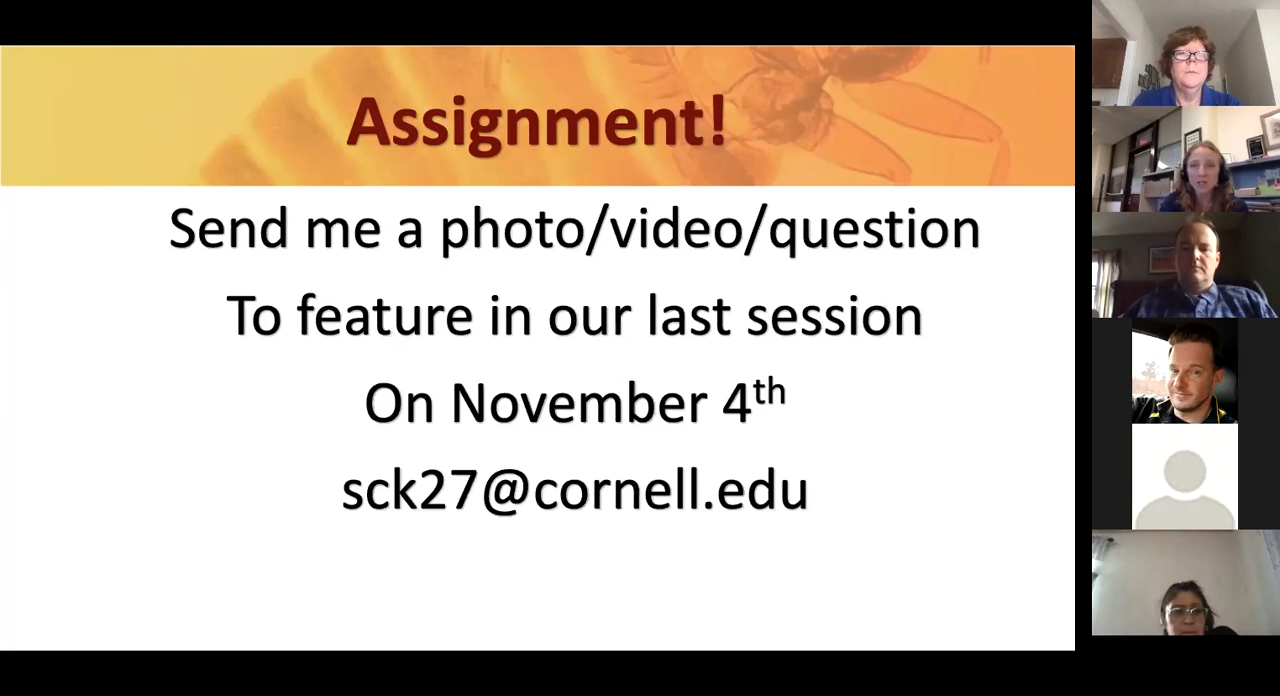 Assignment!
Send me a photo/video/question
To feature in our last session
On November 4th
sck27@cornell.edu